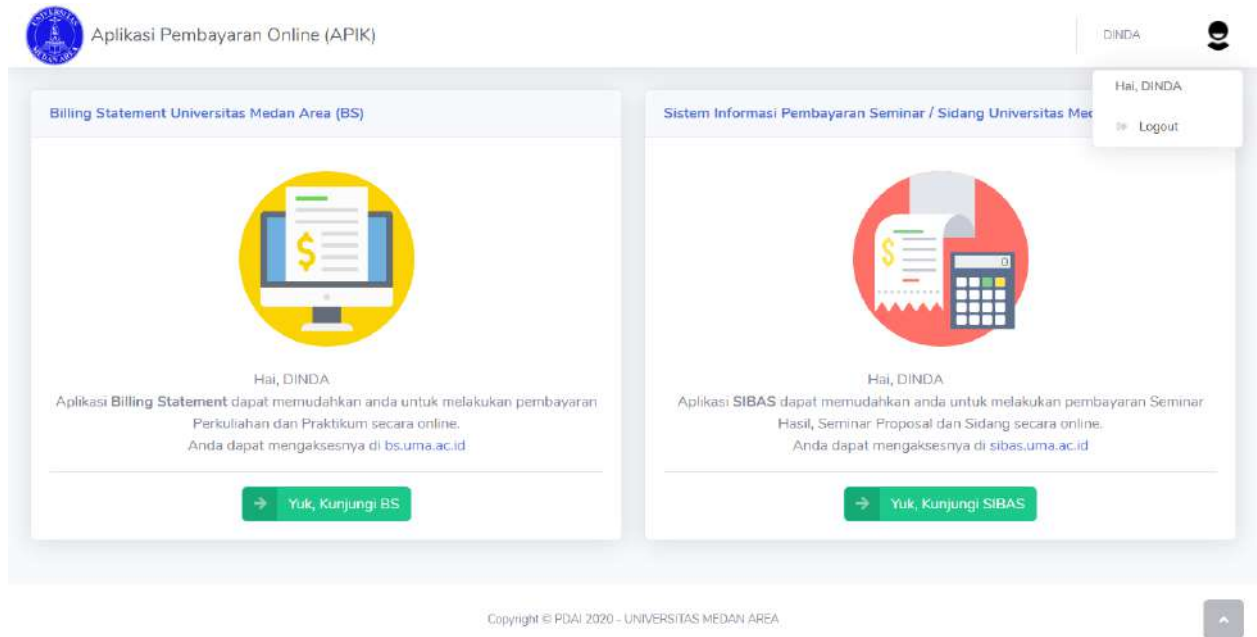 UNIVERSITAS
MEDAN AREA
Aplikasi Pembayaran Online (APIK)
DINDA
Hai, DINDA
Logout
Billing Statement Universitas Medan Area (BS)
Sistem Informasi Pembayaran Seminar / Sidang Universitas
$
Hai, DINDA
Aplikasi Billing Statement dapat memudahkan anda untuk melakukan pembayaran
Perkuliahan dan Praktikum secara online.
Anda dapat mengaksesnya di bs.uma.ac.id
Yuk, Kunjungi BS
$
0
Hai, DINDA
Aplikasi SIBAS dapat memudahkan anda untuk melakukan pembayaran Seminar
Hasil, Seminar Proposal dan Sidang secara online.
Anda dapat mengaksesnya di sibas.uma.ac.id
Yuk, Kunjungi SIBAS
Copyright © PDAI 2020 - UNIVERSITAS MEDAN AREA